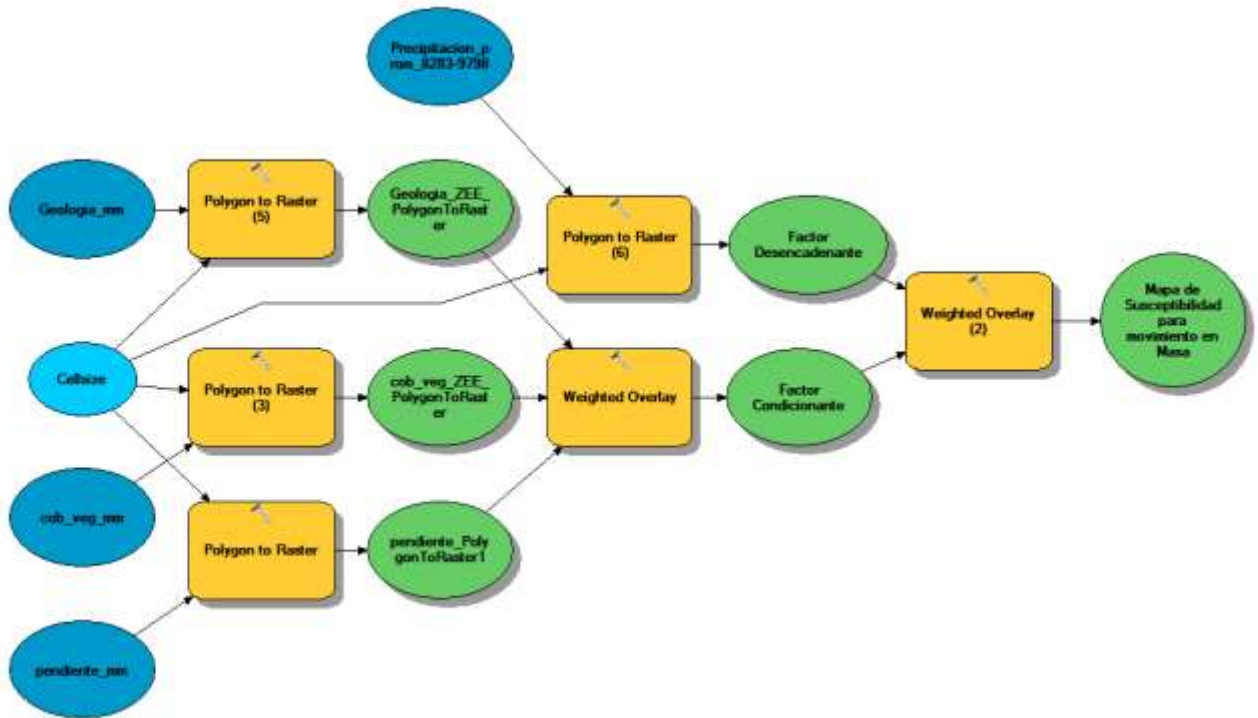 Precipitacion_p
rom_8283-9798
Geologia_mm
Polygon to Raster
(5)
Geologia_ZEE_
PolygonToRast
er
Polygon to Raster
(6)
Factor
Desencadenante
Weighted Overlay
(2)
Mapa de
Susceptibilidad
para
movimiento en
Masa
Cellsize
Polygon to Raster
(3)
cob_veg_ZEE_
PolygonToRast
er
Weighted Overlay
Factor
Condicionante
cob_veg_mm
Polygon to Raster
pendiente_Poly
gonToRaster1
pendiente_mm